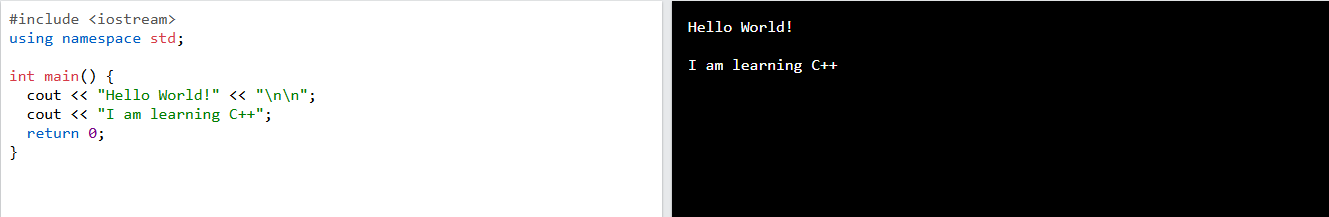 #include <iostream>
using namespace std;
int main() {
  cout << "Hello World!" << "\n\n";
  cout << "I am learning C++";
  return 0;
}
Hello World!
I am learning C++